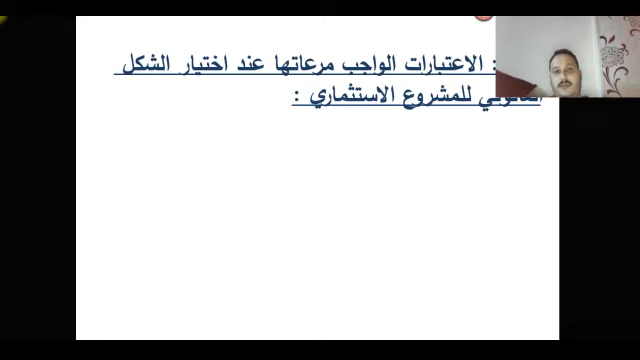 : الاعتبارات الواجب مرعاتها عند اختيار الشكل
للمشروع الاستثماري :